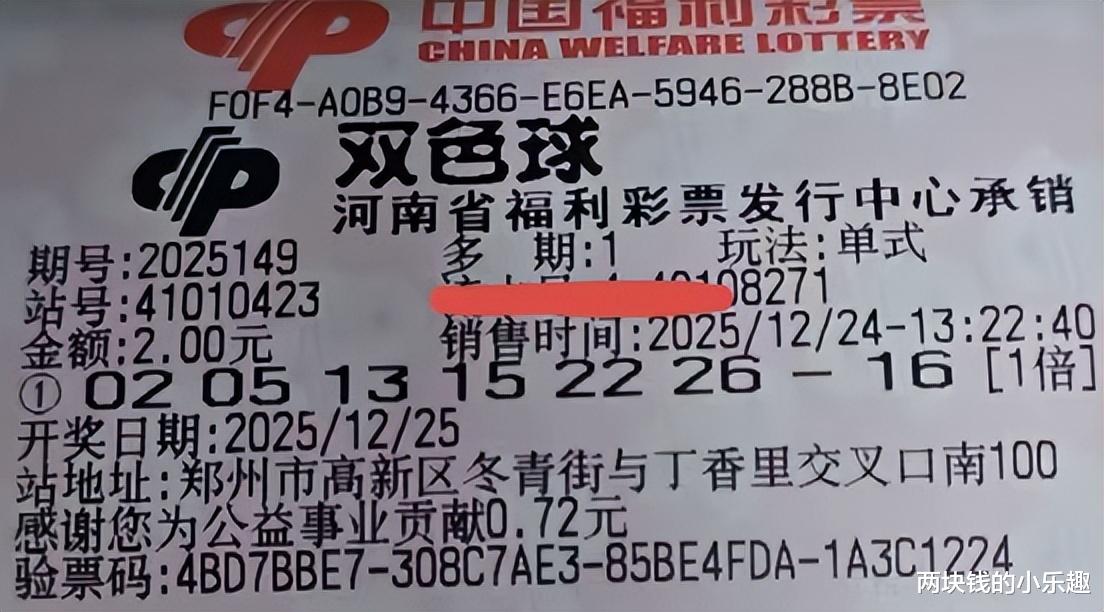 中国福利彩票
CHINA WELFARE LOTTERY
F0F4-A0B9-4366-E6EA-5946-288B-8E02
双色球
河南省福利彩票发行中心承销
期号:2025149 多 期:1 玩法:单式
站号:41010423 08271
金额:2.00元 销售时间:2025/12/24-13:22:40
① 02 05 13 15 22 26 - 16 [1倍]
开奖日期:2025/12/25
站地址:郑州市高新区冬青街与丁香里交叉口南100
感谢您为公益事业贡献0.72元
验票码:4BD7BBE7-308C7AE3-85BE4FDA-1A3C1224
两块钱的小乐趣